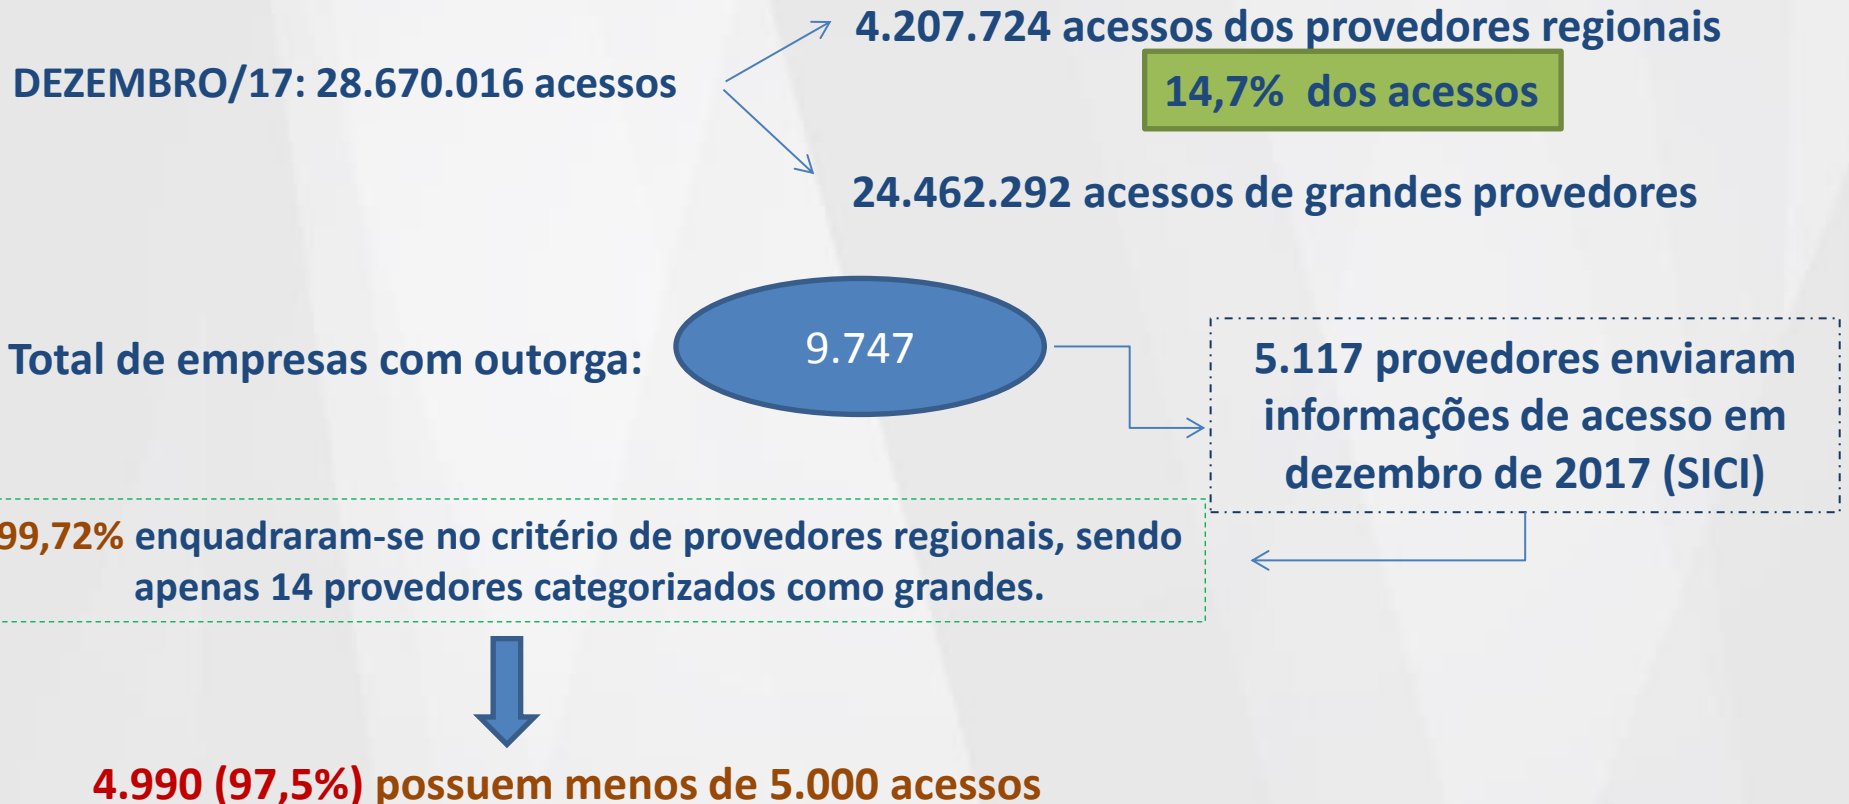 4.207.724 acessos dos provedores regionais
DEZEMBRO/17: 28.670.016 acessos
14,7% dos acessos
24.462.292 acessos de grandes provedores
Total de empresas com outorga:
9.747
5.117 provedores enviaram
informações de acesso em
dezembro de 2017 (SICI)
99,72% enquadraram-se no critério de provedores regionais, sendo
apenas 14 provedores categorizados como grandes.
4.990 (97,5%) possuem menos de 5.000 acessos